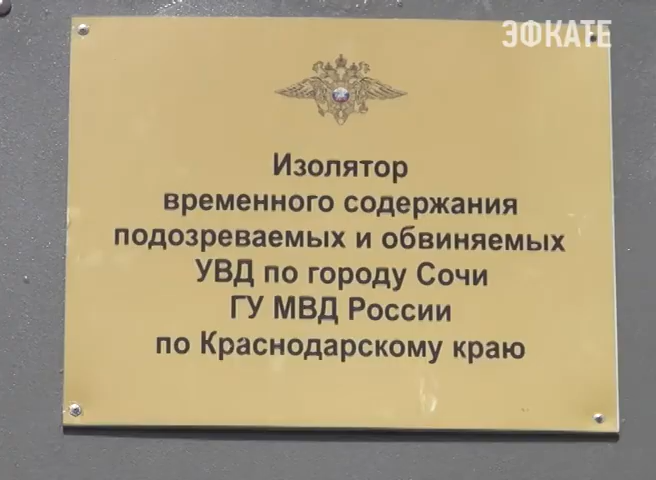 ЭФКАТЕ
Изолятор
временного содержания
подозреваемых и обвиняемых
УВД по городу Сочи
ГУ МВД России
по Краснодарскому краю